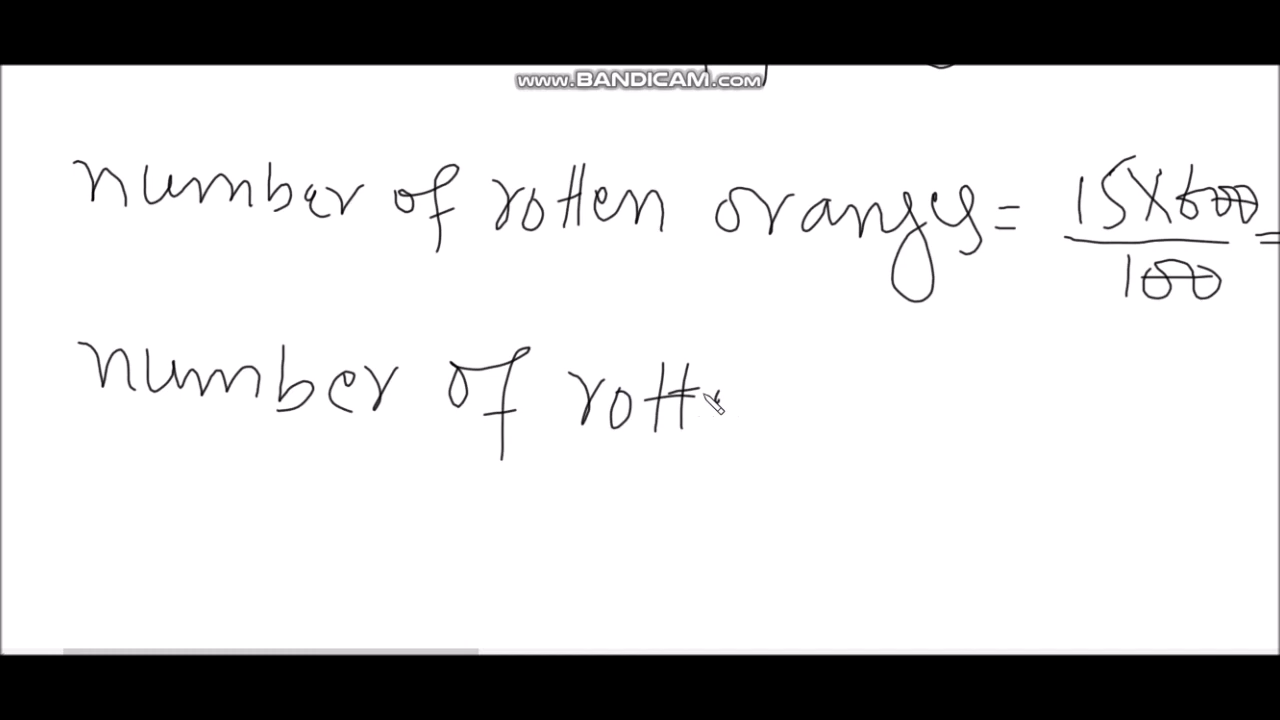 www.BANDICAM.com
number of rotten oranges = 15X600 =
100
number of rott